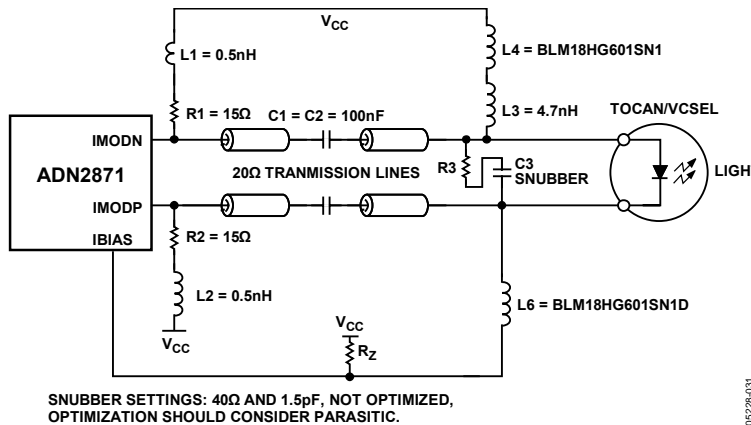 VCC
L1 = 0.5nH
L4 = BLM18HG601SN1
R1 = 15Ω
C1 = C2 = 100nF
L3 = 4.7nH
TOCAN/VCSEL
IMODN
ADN2871
20Ω TRANMISSION LINES
R3
C3
SNUBBER
LIGH
IMODP
IBIAS
R2 = 15Ω
L2 = 0.5nH
L6 = BLM18HG601SN1D
VCC
VCC
RZ
SNUBBER SETTINGS: 40Ω AND 1.5pF, NOT OPTIMIZED,
OPTIMIZATION SHOULD CONSIDER PARASITIC.
05228-031